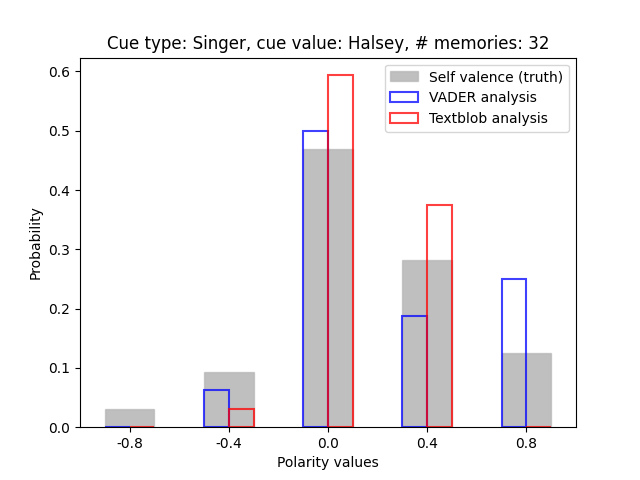 Cue type: Singer, cue value: Halsey, # memories: 32
Self valence (truth)
VADER analysis
Textblob analysis
0.6
0.5
0.4
0.3
0.2
0.1
0.0
Probability
-0.8 -0.4 0.0 0.4 0.8
Polarity values